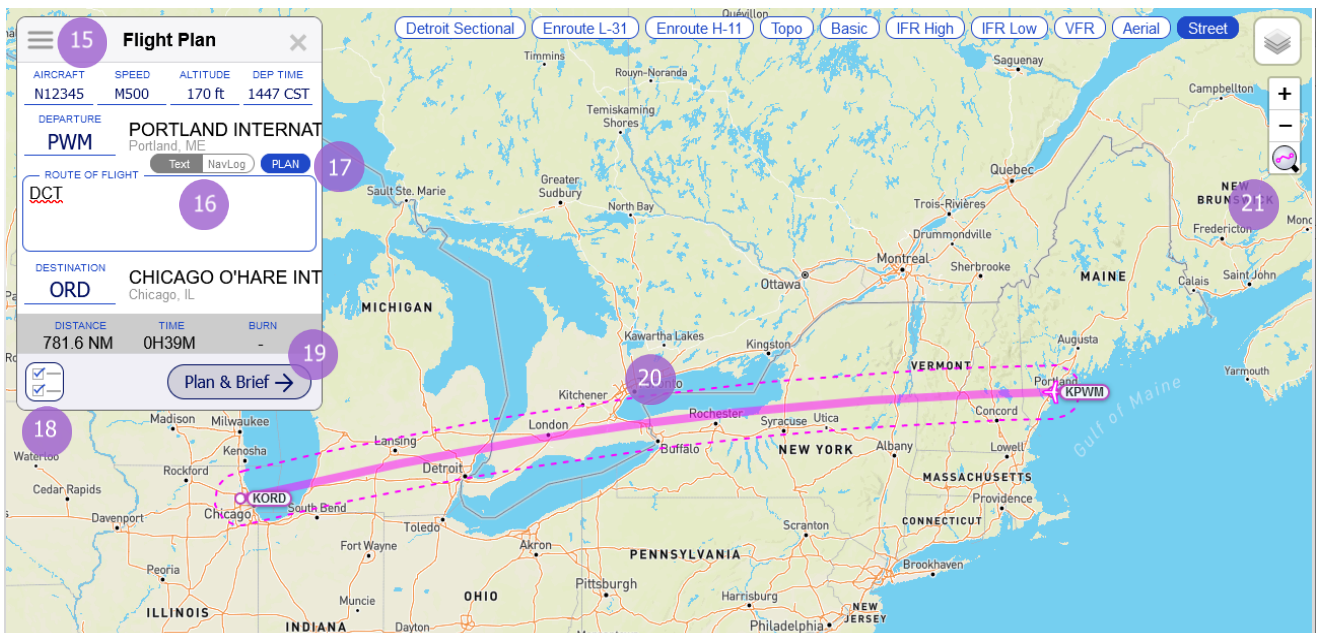 15 Flight Plan ×
AIRCRAFT SPEED ALTITUDE DEP TIME
N12345 M500 170 ft 1447 CST
DEPARTURE
PWM PORTLAND INTERNAT
Portland, ME
Text NavLog PLAN 17
ROUTE OF FLIGHT
DCT
16
DESTINATION
ORD CHICAGO O'HARE INT
Chicago, IL
DISTANCE TIME BURN
781.6 NM 0H39M -
19
Plan & Brief →
18
Detroit Sectional Enroute L-31 Enroute H-11 Topo Basic IFR High IFR Low VFR Aerial Street
+
−
21
Timmins
Rouyn-Noranda
Saguenay
Campbellton
Temiskaming
Shores
Quebec
Sault Ste. Marie
Greater
Sudbury
North Bay
Trois-Rivières
Drummondville
Fredericton
Montreal
Sherbrooke
Ottawa
MAINE
Calais
Saint John
MICHIGAN
Kawartha Lakes
Kingston
Augusta
VERMONT
Yarmouth
20
Kitchener
Portland
KPWM
Gulf of Maine
Madison
Milwaukee
London
Rochester
Syracuse
Utica
Concord
Waterloo
Kenosha
Lansing
Buffalo
NEW YORK
Albany
Lowell
Rockford
Detroit
MASSACHUSETTS
Cedar Rapids
KORD
Providence
Davenport
Chicago
South Bend
Toledo
Scranton
CONNECTICUT
Fort Wayne
Akron
PENNSYLVANIA
Brookhaven
Peoria
Pittsburgh
Muncie
OHIO
Harrisburg
NEW
JERSEY
ILLINOIS
INDIANA
Dayton
Philadelphia